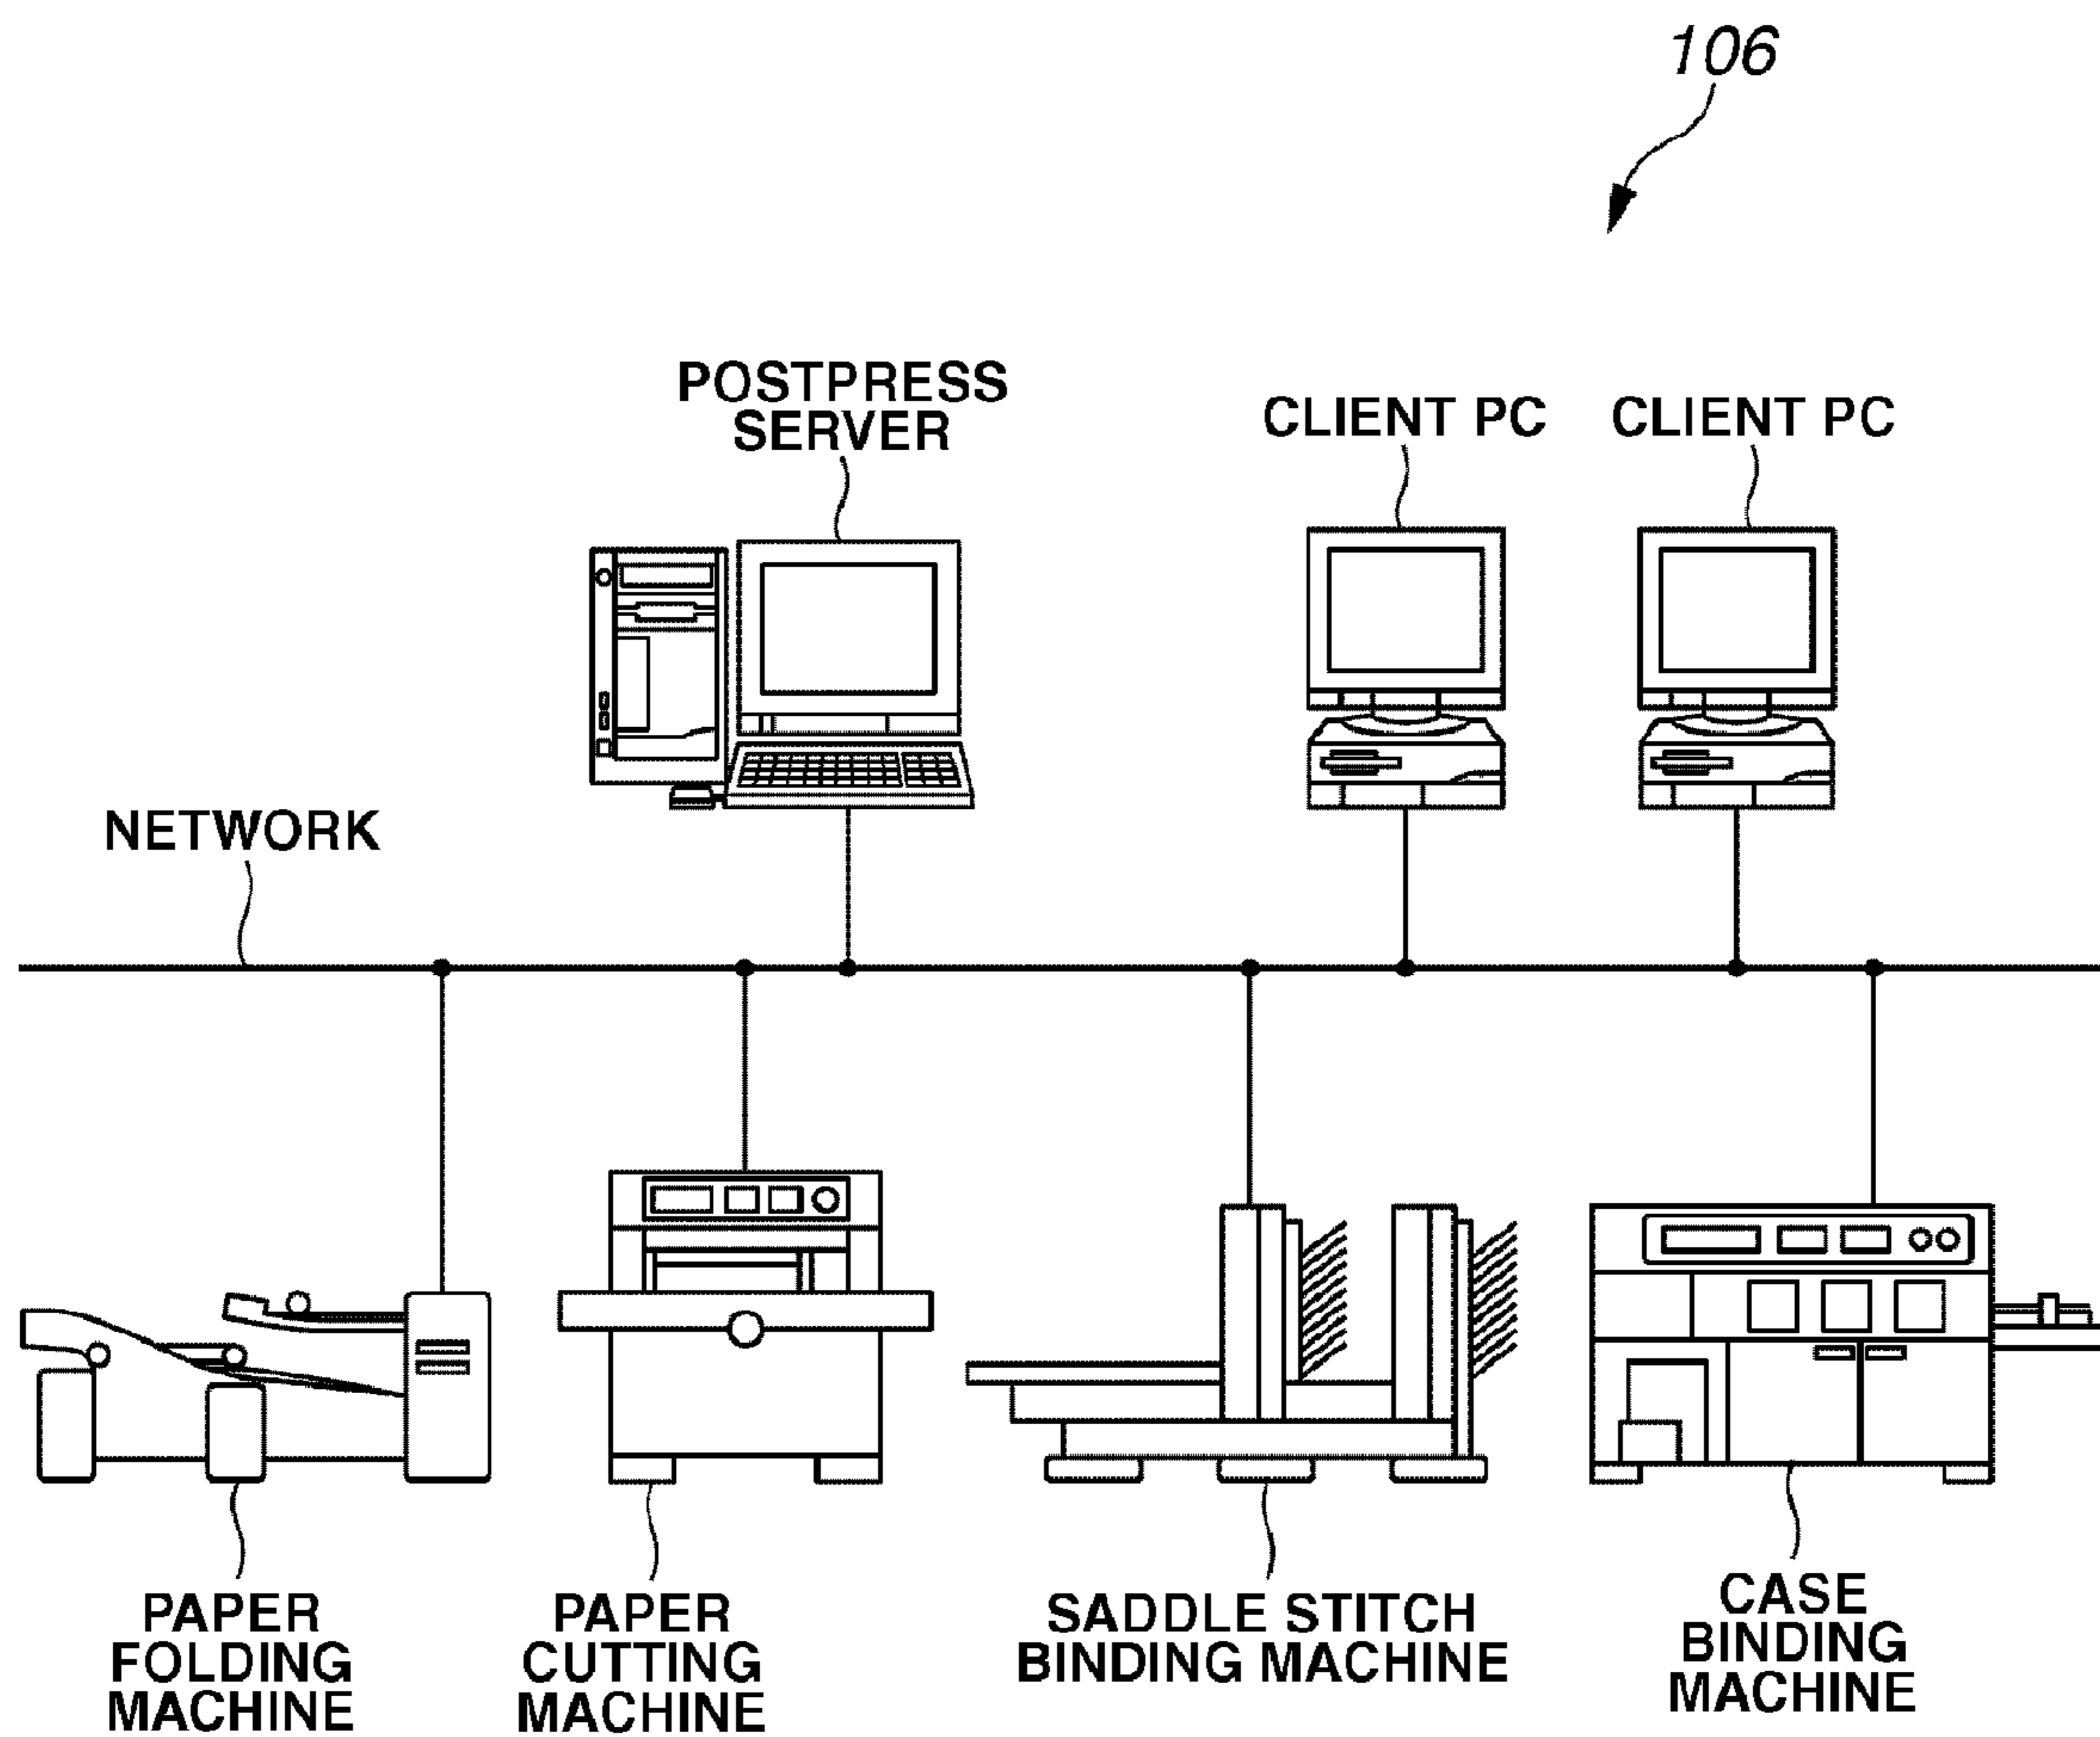 106
POSTPRESS
SERVER
CLIENT PC
CLIENT PC
NETWORK
PAPER
FOLDING
MACHINE
PAPER
CUTTING
MACHINE
SADDLE STITCH
BINDING MACHINE
CASE
BINDING
MACHINE